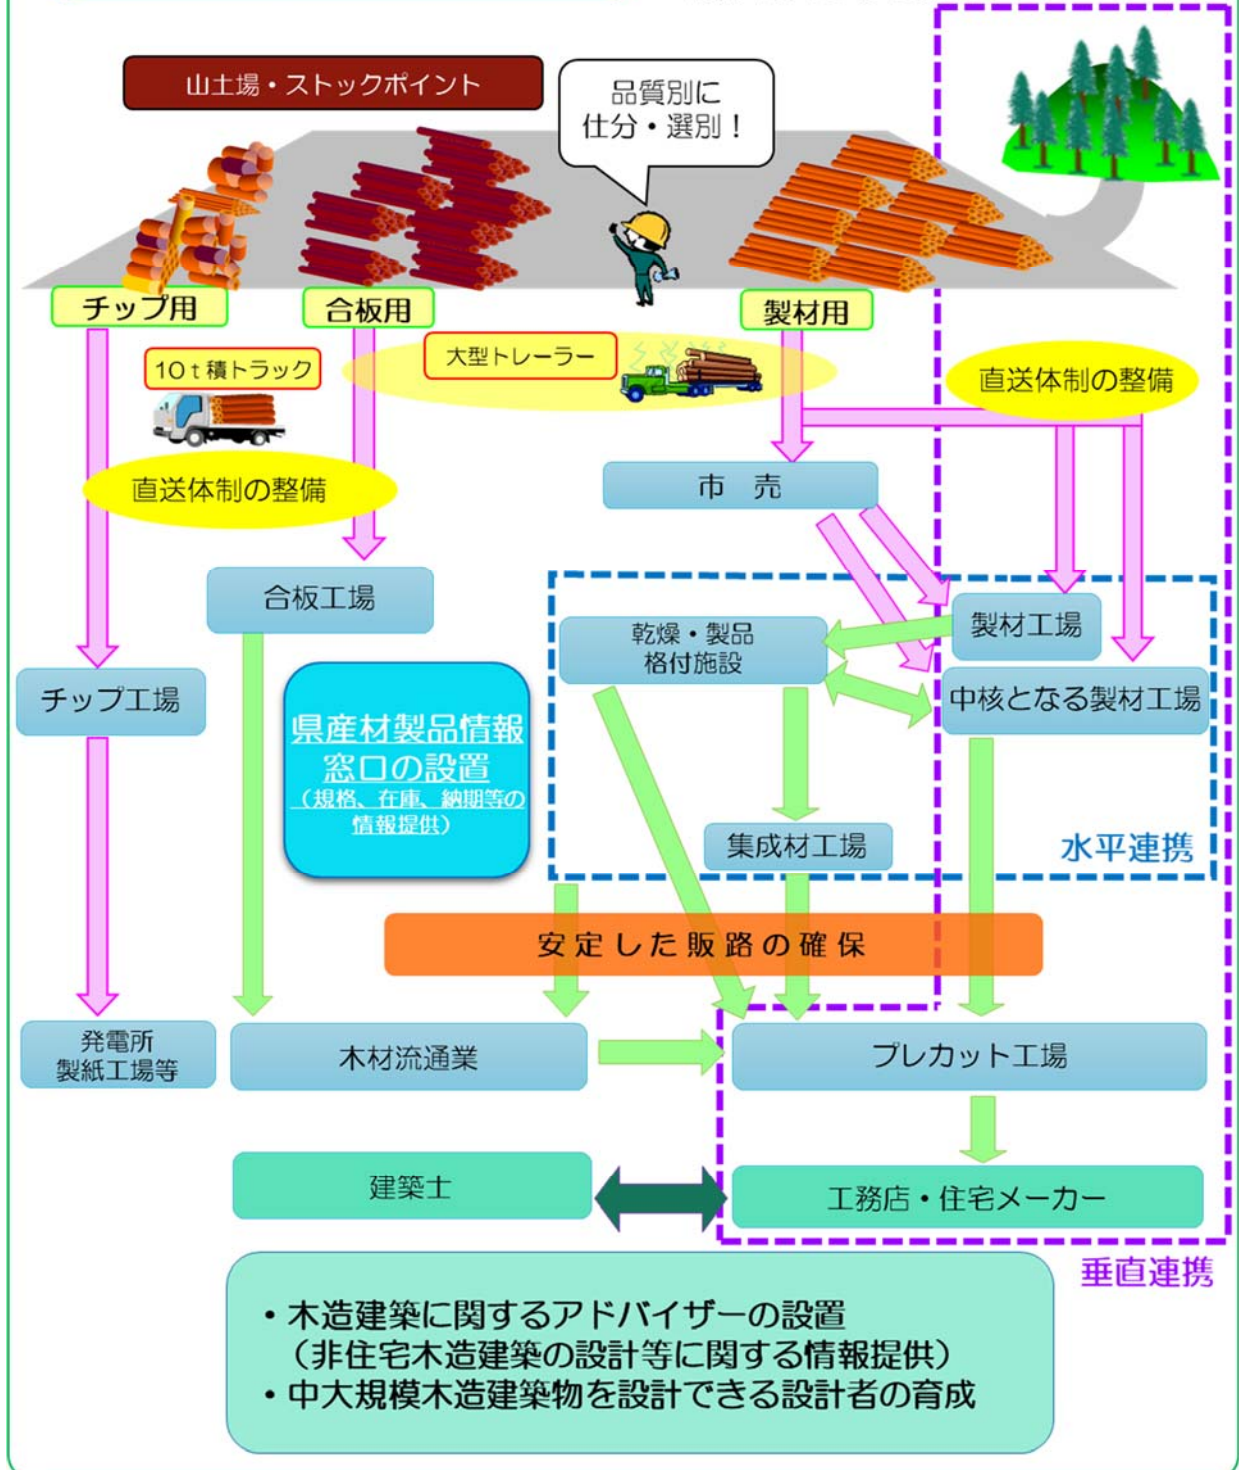 山土場・ストックポイント
品質別に
仕分・選別！
チップ用
合板用
製材用
10ｔ積トラック
大型トレーラー
直送体制の整備
直送体制の整備
市　売
合板工場
製材工場
乾燥・製品
格付施設
チップ工場
中核となる製材工場
県産材製品情報
窓口の設置
（規格、在庫、納期等の
情報提供）
集成材工場
水平連携
安定した販路の確保
発電所
製紙工場等
木材流通業
プレカット工場
建築士
工務店・住宅メーカー
垂直連携
・木造建築に関するアドバイザーの設置
（非住宅木造建築の設計等に関する情報提供）
・中大規模木造建築物を設計できる設計者の育成